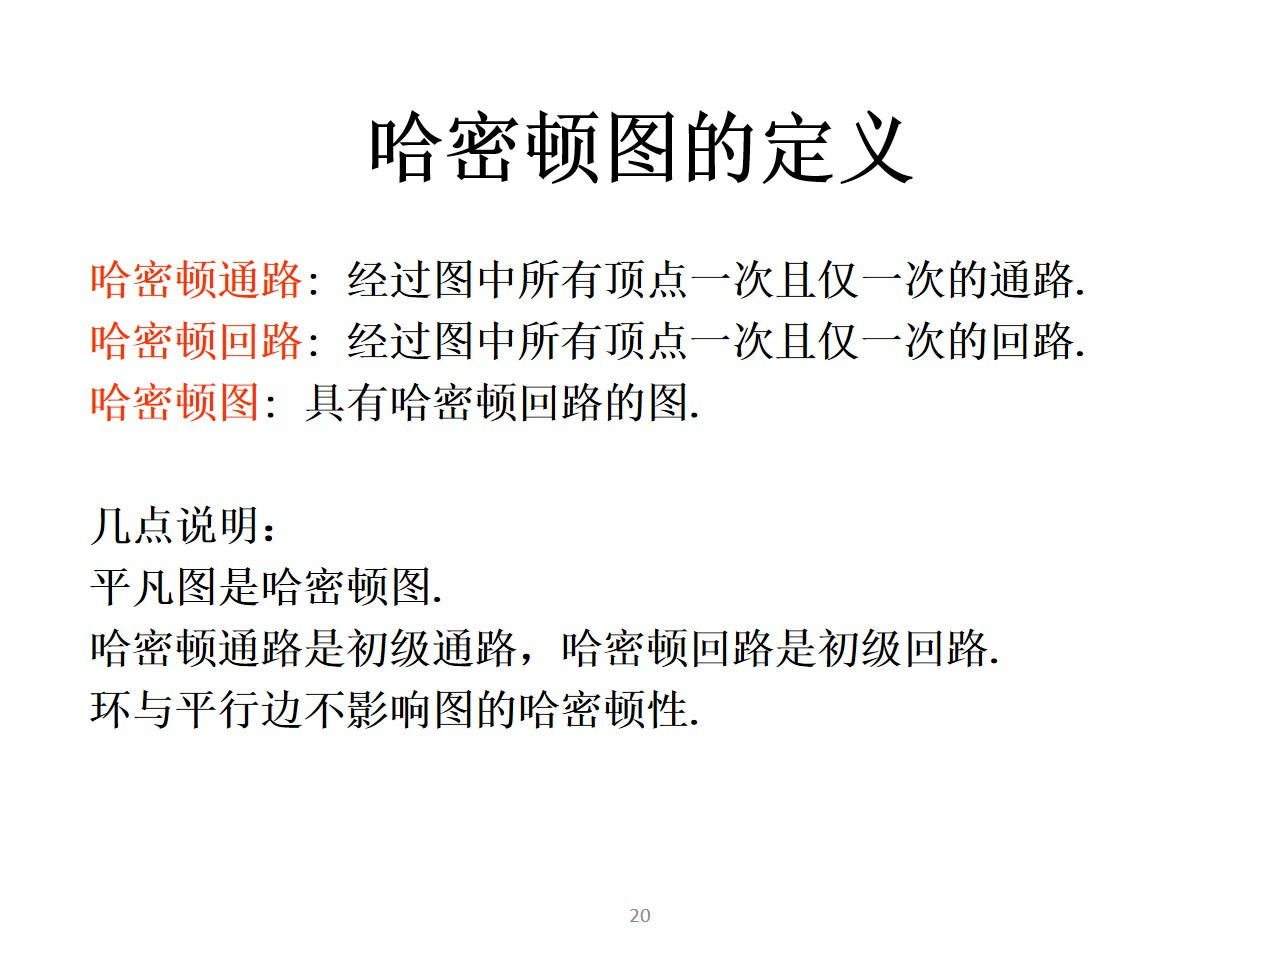 哈密顿图的定义
哈密顿通路: 经过图中所有顶点一次且仅一次的通路.
哈密顿回路: 经过图中所有顶点一次且仅一次的回路.
哈密顿图: 具有哈密顿回路的图.
几点说明：
平凡图是哈密顿图.
哈密顿通路是初级通路，哈密顿回路是初级回路.
环与平行边不影响图的哈密顿性.
20